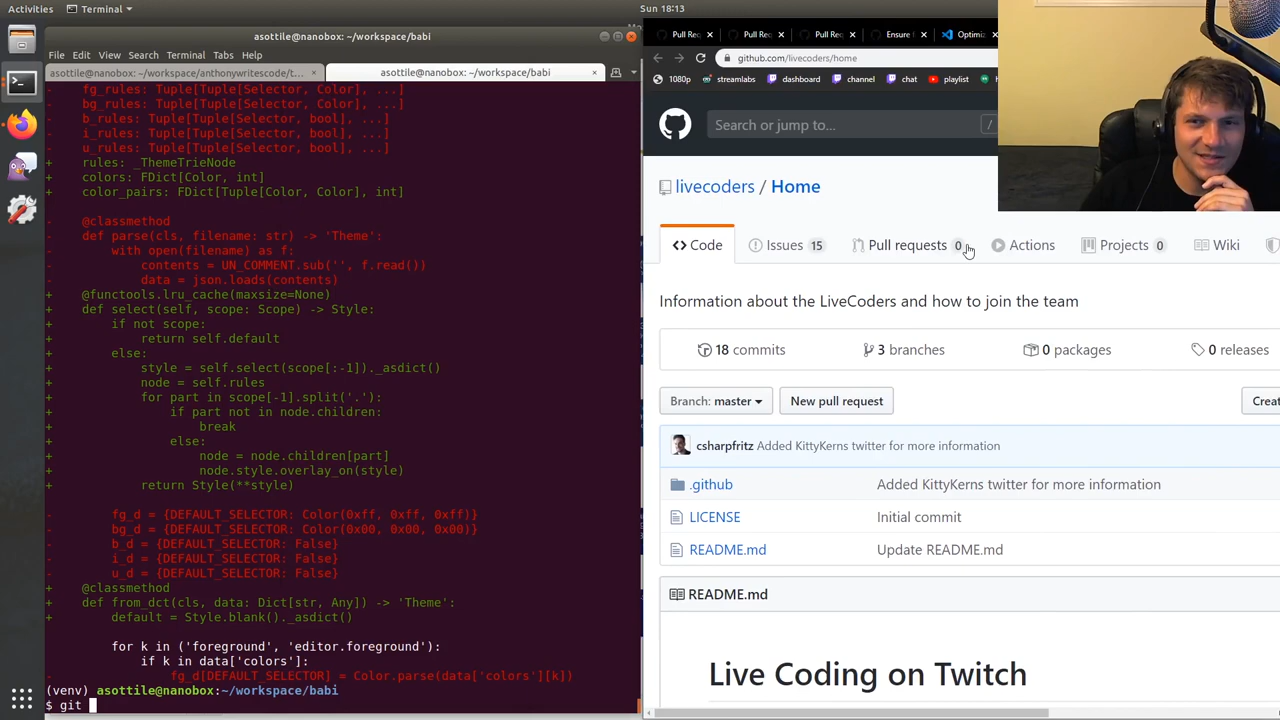 Activities
Terminal
Sun 18:13
asottile@nanobox: ~/workspace/babi
File Edit View Search Terminal Tabs Help
asottile@nanobox: ~/workspace/anthonywritescode/t... ×
asottile@nanobox: ~/workspace/babi ×
- fg_rules: Tuple[Tuple[Selector, Color], ...]
- bg_rules: Tuple[Tuple[Selector, Color], ...]
- b_rules: Tuple[Tuple[Selector, bool], ...]
- i_rules: Tuple[Tuple[Selector, bool], ...]
- u_rules: Tuple[Tuple[Selector, bool], ...]
+ rules: _ThemeTrieNode
+ colors: FDict[Color, int]
+ color_pairs: FDict[Tuple[Color, Color], int]
- @classmethod
- def parse(cls, filename: str) -> 'Theme':
- with open(filename) as f:
- contents = UN_COMMENT.sub('', f.read())
- data = json.loads(contents)
+ @functools.lru_cache(maxsize=None)
+ def select(self, scope: Scope) -> Style:
+ if not scope:
+ return self.default
+ else:
+ style = self.select(scope[:-1])._asdict()
+ node = self.rules
+ for part in scope[-1].split('.'):
+ if part not in node.children:
+ break
+ else:
+ node = node.children[part]
+ node.style.overlay_on(style)
+ return Style(**style)
- fg_d = {DEFAULT_SELECTOR: Color(0xff, 0xff, 0xff)}
- bg_d = {DEFAULT_SELECTOR: Color(0x00, 0x00, 0x00)}
- b_d = {DEFAULT_SELECTOR: False}
- i_d = {DEFAULT_SELECTOR: False}
- u_d = {DEFAULT_SELECTOR: False}
+ @classmethod
+ def from_dct(cls, data: Dict[str, Any]) -> 'Theme':
+ default = Style.blank()._asdict()
for k in ('foreground', 'editor.foreground'):
if k in data['colors']:
- fg_d[DEFAULT_SELECTOR] = Color.parse(data['colors'][k])
(venv) asottile@nanobox:~/workspace/babi
$ git
Pull Req × Pull Req × Pull Req × Ensure × Optimiz ×
github.com/livecoders/home
1080p streamlabs dashboard channel chat playlist
Search or jump to... /
livecoders / Home
Code Issues 15 Pull requests 0 Actions Projects 0 Wiki
Information about the LiveCoders and how to join the team
18 commits 3 branches 0 packages 0 releases
Branch: master New pull request Creat
csharpfritz Added KittyKerns twitter for more information
.github Added KittyKerns twitter for more information
LICENSE Initial commit
README.md Update README.md
README.md
Live Coding on Twitch